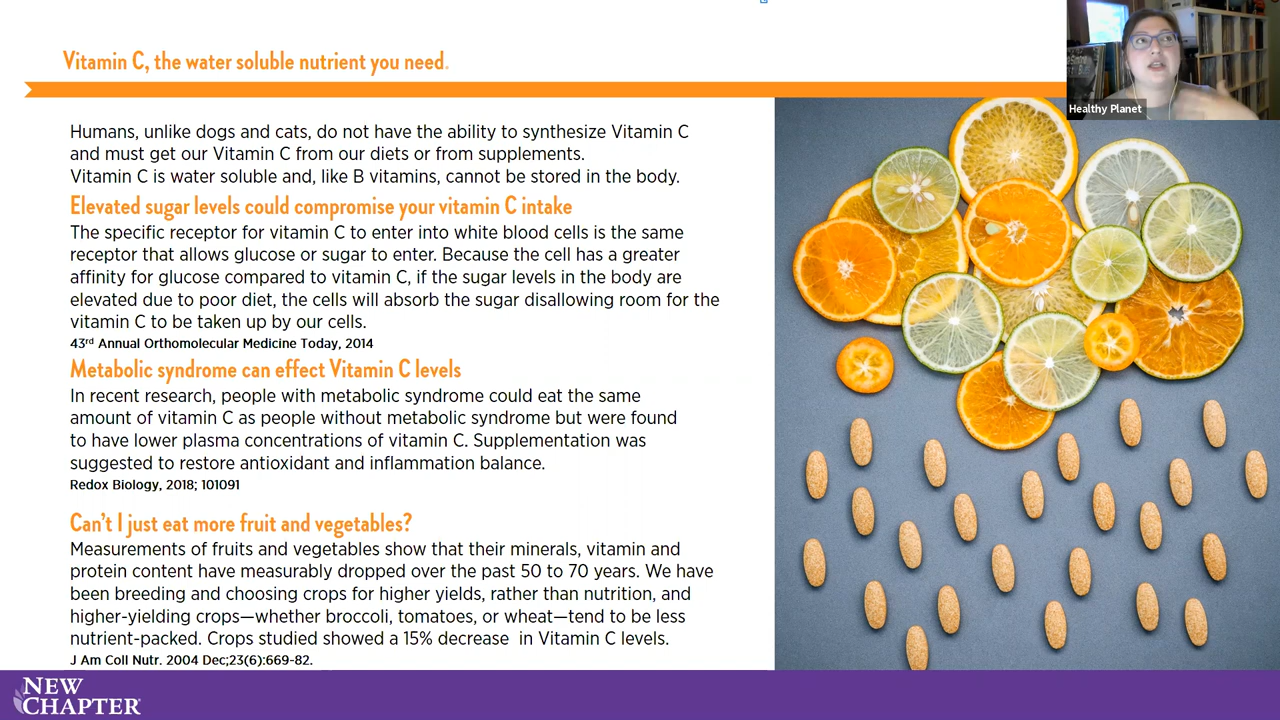 Vitamin C, the water soluble nutrient you need.
Healthy Planet
Humans, unlike dogs and cats, do not have the ability to synthesize Vitamin C
and must get our Vitamin C from our diets or from supplements.
Vitamin C is water soluble and, like B vitamins, cannot be stored in the body.
Elevated sugar levels could compromise your vitamin C intake
The specific receptor for vitamin C to enter into white blood cells is the same
receptor that allows glucose or sugar to enter. Because the cell has a greater
affinity for glucose compared to vitamin C, if the sugar levels in the body are
elevated due to poor diet, the cells will absorb the sugar disallowing room for the
vitamin C to be taken up by our cells.
43rd Annual Orthomolecular Medicine Today, 2014
Metabolic syndrome can effect Vitamin C levels
In recent research, people with metabolic syndrome could eat the same
amount of vitamin C as people without metabolic syndrome but were found
to have lower plasma concentrations of vitamin C. Supplementation was
suggested to restore antioxidant and inflammation balance.
Redox Biology, 2018; 101091
Can't I just eat more fruit and vegetables?
Measurements of fruits and vegetables show that their minerals, vitamin and
protein content have measurably dropped over the past 50 to 70 years. We have
been breeding and choosing crops for higher yields, rather than nutrition, and
higher-yielding crops—whether broccoli, tomatoes, or wheat—tend to be less
nutrient-packed. Crops studied showed a 15% decrease in Vitamin C levels.
J Am Coll Nutr. 2004 Dec;23(6):669-82.
NEW
CHAPTER